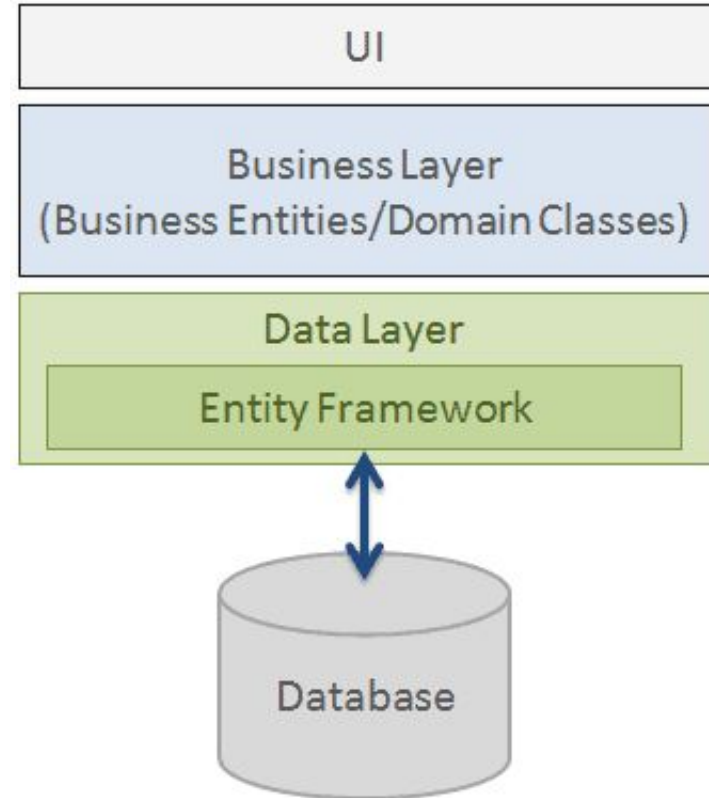 UI
Business Layer
(Business Entities/Domain Classes)
Data Layer
Entity Framework
Database